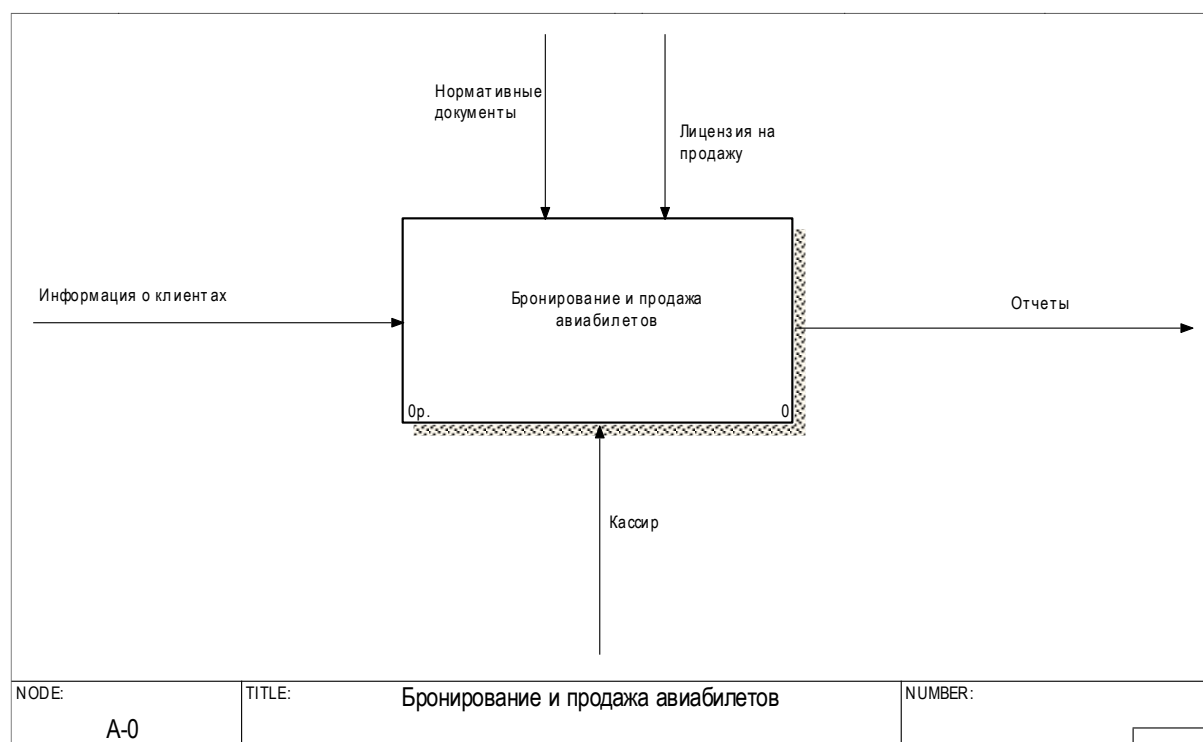 Нормативные
документы
Лицензия на
продажу
Информация о клиентах
Бронирование и продажа
авиабилетов
Отчеты
0р.
0
Кассир
NODE:
TITLE:
Бронирование и продажа авиабилетов
NUMBER:
A-0